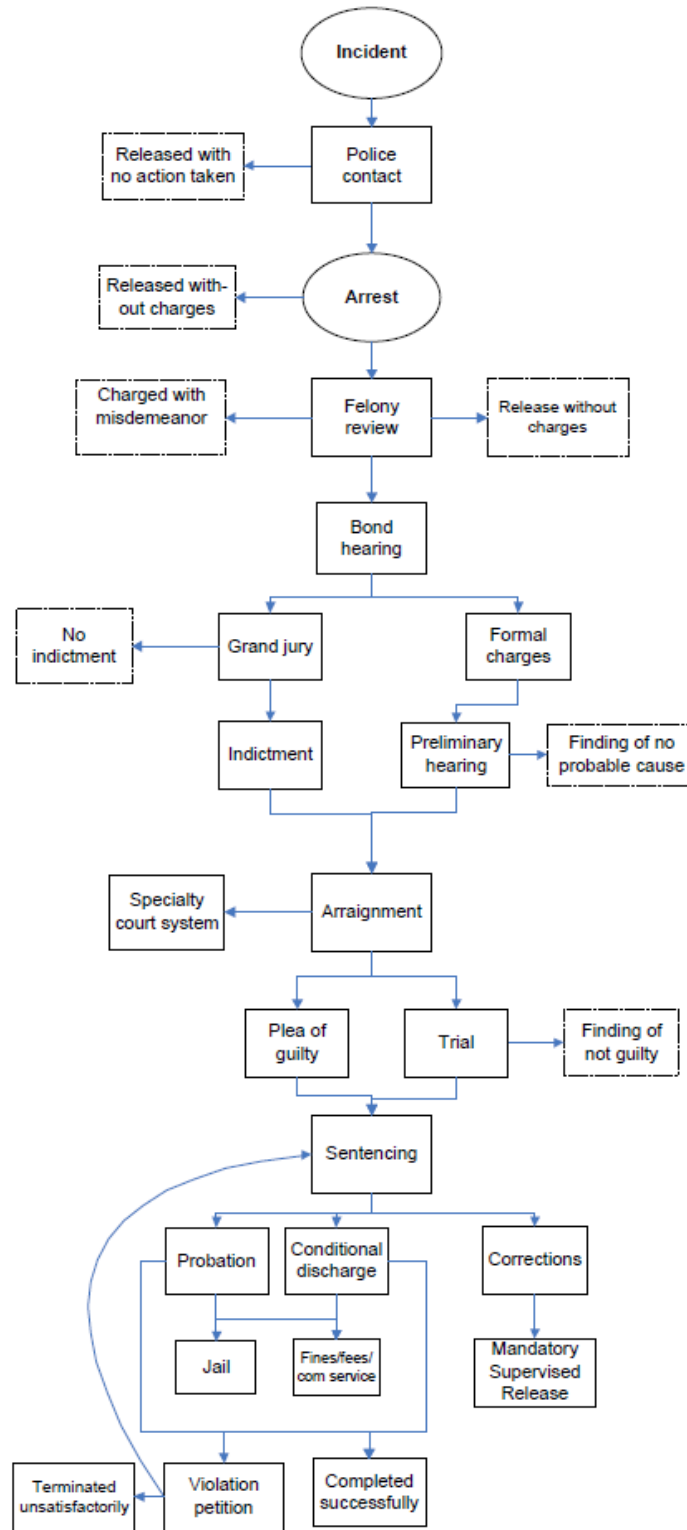 Incident
Released with
no action taken
Police
contact
Released with-
out charges
Arrest
Charged with
misdemeanor
Felony
review
Release without
charges
Bond
hearing
No
indictment
Grand jury
Formal
charges
Indictment
Preliminary
hearing
Finding of no
probable cause
Specialty
court system
Arraignment
Plea of
guilty
Trial
Finding of
not guilty
Sentencing
Probation
Conditional
discharge
Corrections
Jail
Fines/fees/
com service
Mandatory
Supervised
Release
Terminated
unsatisfactorily
Violation
petition
Completed
successfully